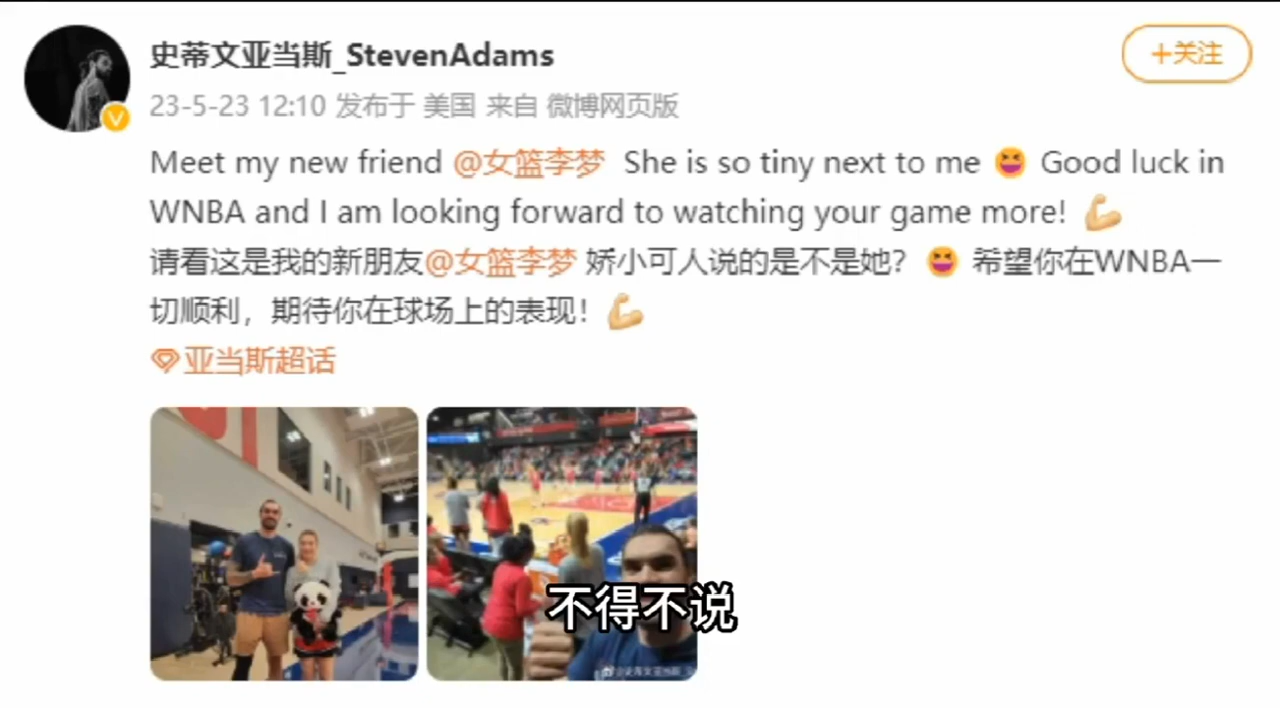 史蒂文亚当斯_StevenAdams
+关注
23-5-23 12:10 发布于 美国 来自 微博网页版
Meet my new friend @女篮李梦 She is so tiny next to me 😆 Good luck in
WNBA and I am looking forward to watching your game more! 💪🏼
请看这是我的新朋友@女篮李梦 娇小可人说的是不是她？😆 希望你在WNBA一
切顺利，期待你在球场上的表现！💪🏼
亚当斯超话
不得不说